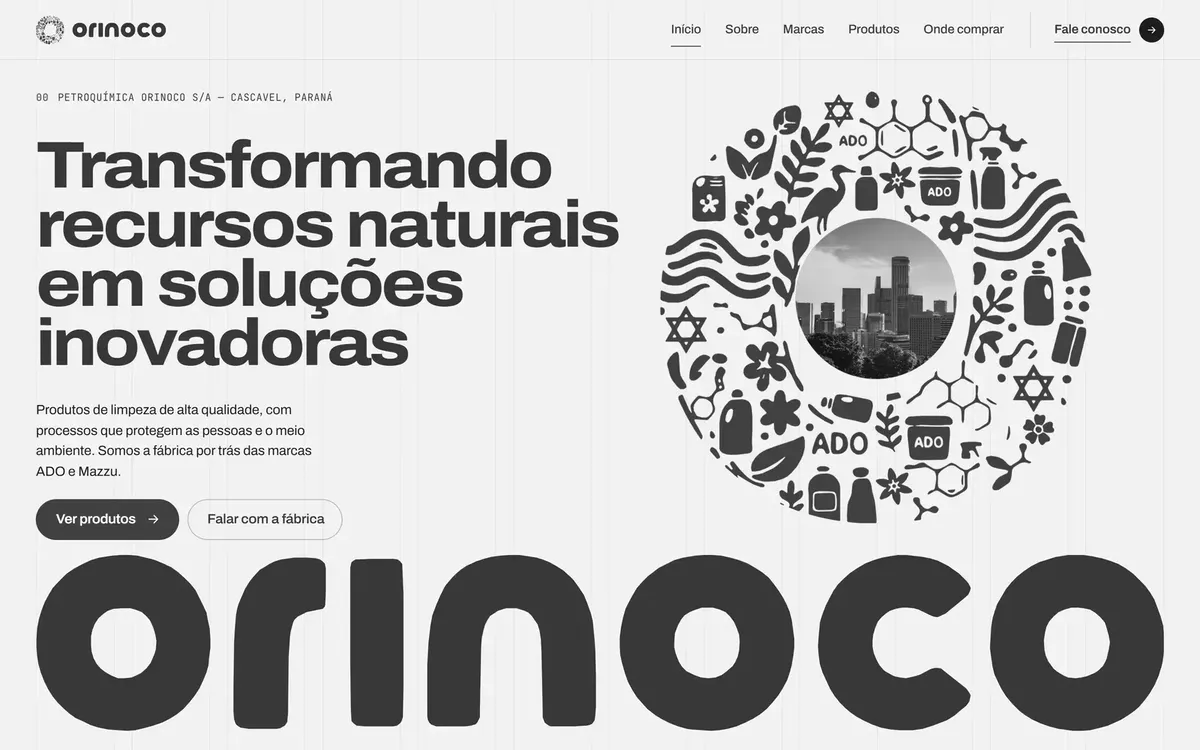 orinoco
Início
Sobre
Marcas
Produtos
Onde comprar
Fale conosco
00 PETROQUÍMICA ORINOCO S/A — CASCAVEL, PARANÁ
Transformando
recursos naturais
em soluções
inovadoras
ADO
ADO
ADO
ADO
Produtos de limpeza de alta qualidade, com
processos que protegem as pessoas e o meio
ambiente. Somos a fábrica por trás das marcas
ADO e Mazzu.
Ver produtos
Falar com a fábrica
orinoco